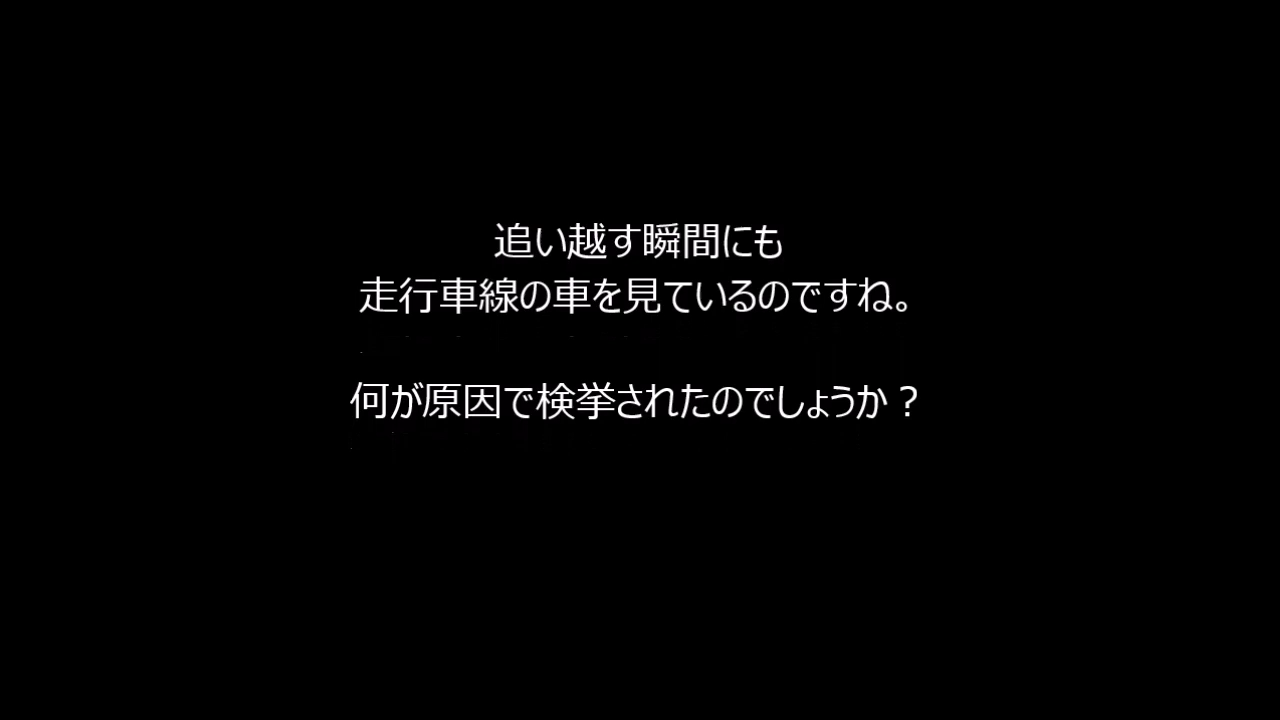 追い越す瞬間にも
走行車線の車を見ているのですね。
何が原因で検挙されたのでしょうか？